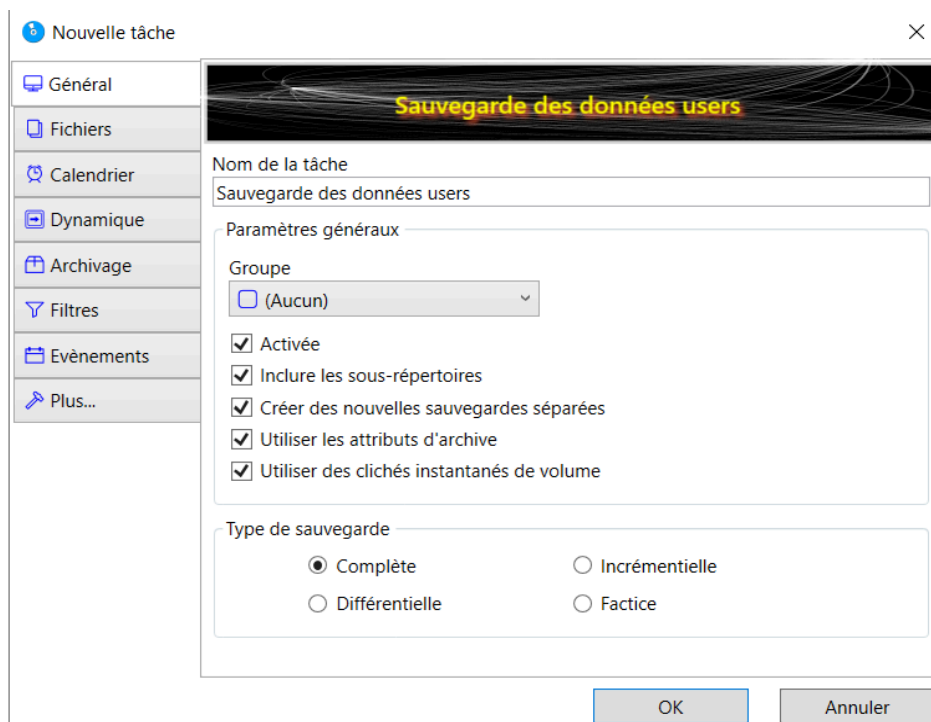 Nouvelle tâche
Général
Fichiers
Calendrier
Dynamique
Archivage
Filtres
Evènements
Plus...
Sauvegarde des données users
Nom de la tâche
Sauvegarde des données users
Paramètres généraux
Groupe
(Aucun)
Activée
Inclure les sous-répertoires
Créer des nouvelles sauvegardes séparées
Utiliser les attributs d'archive
Utiliser des clichés instantanés de volume
Type de sauvegarde
Complète Incrémentielle
Différentielle Factice
OK Annuler